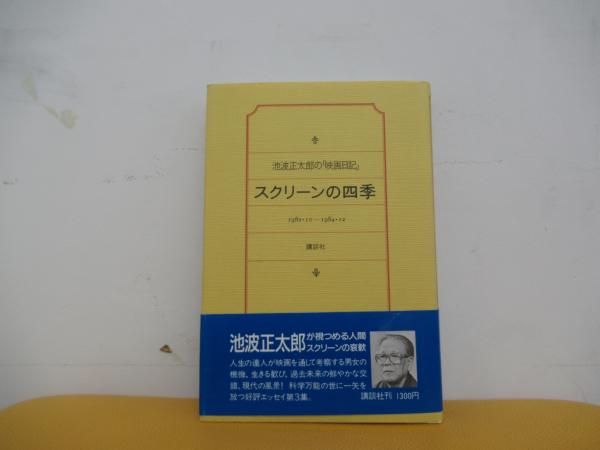 池波正太郎の『映画日記』
スクリーンの四季
1982・10—1984・12
講談社
池波正太郎が視つめる人間
スクリーンの哀歓
人生の達人が映画を通して考察する男女の
機微、生きる歓び、過去未来の鮮やかな交
錯、現代の風景! 科学万能の世に一矢を
放つ好評エッセイ第3集。
講談社刊 1300円